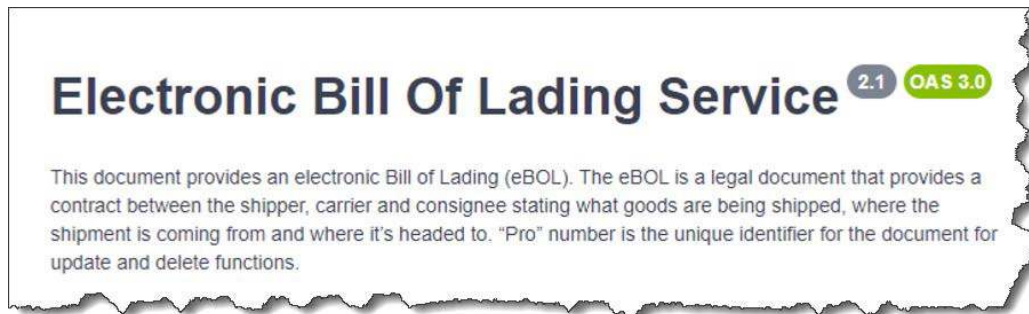 Electronic Bill Of Lading Service 2.1 OAS 3.0
This document provides an electronic Bill of Lading (eBOL). The eBOL is a legal document that provides a
contract between the shipper, carrier and consignee stating what goods are being shipped, where the
shipment is coming from and where it's headed to. “Pro” number is the unique identifier for the document for
update and delete functions.